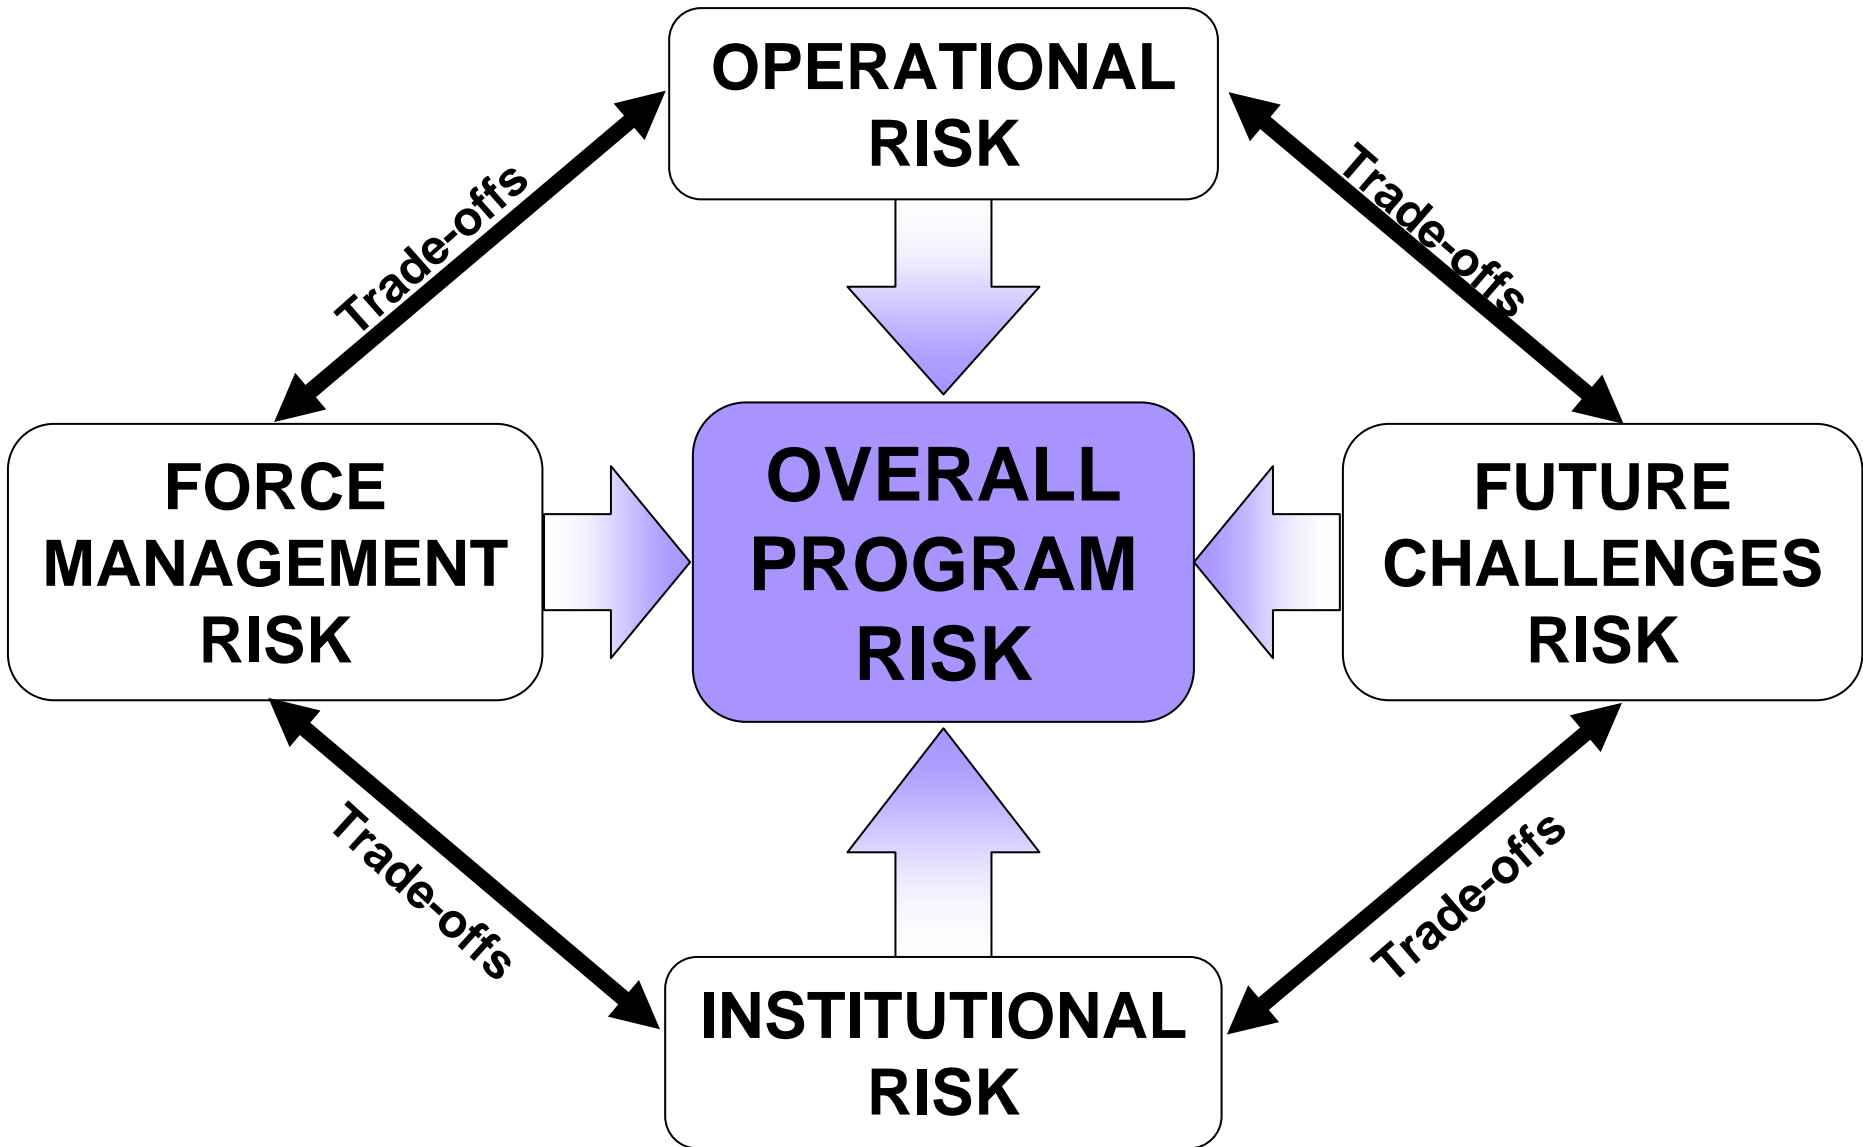 OPERATIONAL
RISK
Trade-offs
Trade-offs
FORCE
MANAGEMENT
RISK
OVERALL
PROGRAM
RISK
FUTURE
CHALLENGES
RISK
Trade-offs
Trade-offs
INSTITUTIONAL
RISK